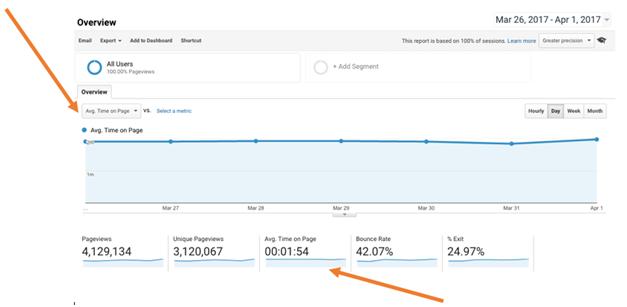 Overview
Mar 26, 2017 - Apr 1, 2017
Email Export Add to Dashboard Shortcut
This report is based on 100% of sessions. Learn more Greater precision
All Users
100.00% Pageviews
+ Add Segment
Overview
Avg. Time on Page VS. Select a metric
Hourly Day Week Month
Avg. Time on Page
1m
... Mar 27 Mar 28 Mar 29 Mar 30 Mar 31 Apr 1
Pageviews Unique Pageviews Avg. Time on Page Bounce Rate % Exit
4,129,134 3,120,067 00:01:54 42.07% 24.97%